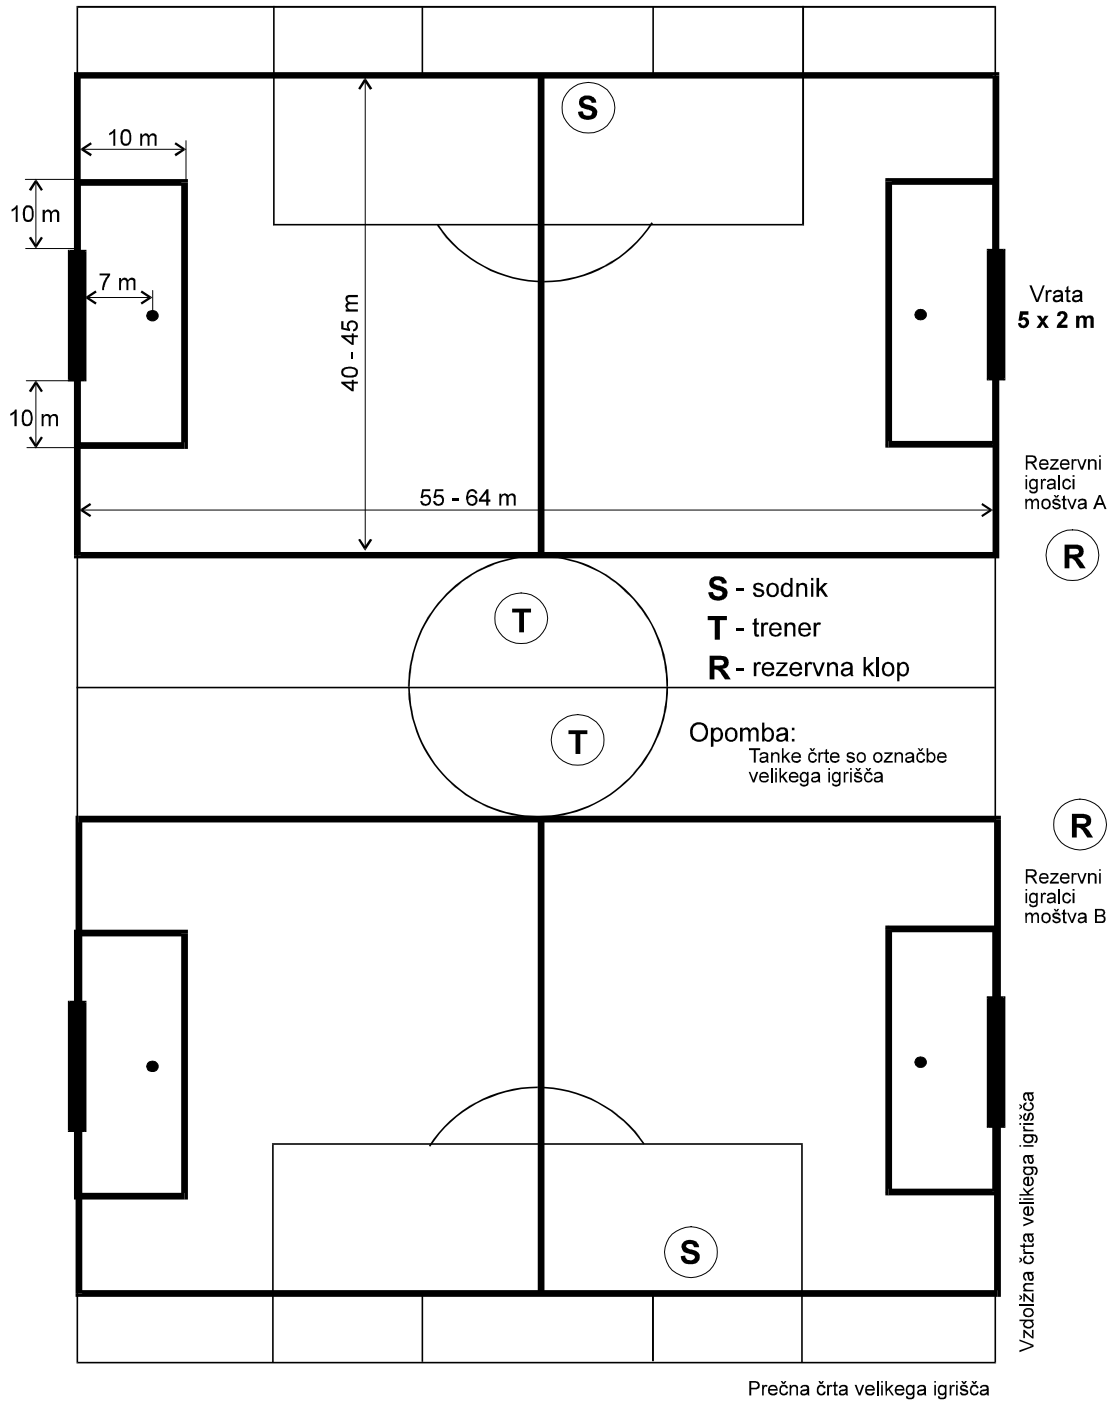 S
10 m
10 m
7 m
40 - 45 m
Vrata
5 x 2 m
10 m
Rezervni
igralci
moštva A
55 - 64 m
R
S - sodnik
T
T - trener
R - rezervna klop
T
Opomba:
Tanke črte so označbe
velikega igrišča
R
Rezervni
igralci
moštva B
Vzdolžna črta velikega igrišča
S
Prečna črta velikega igrišča